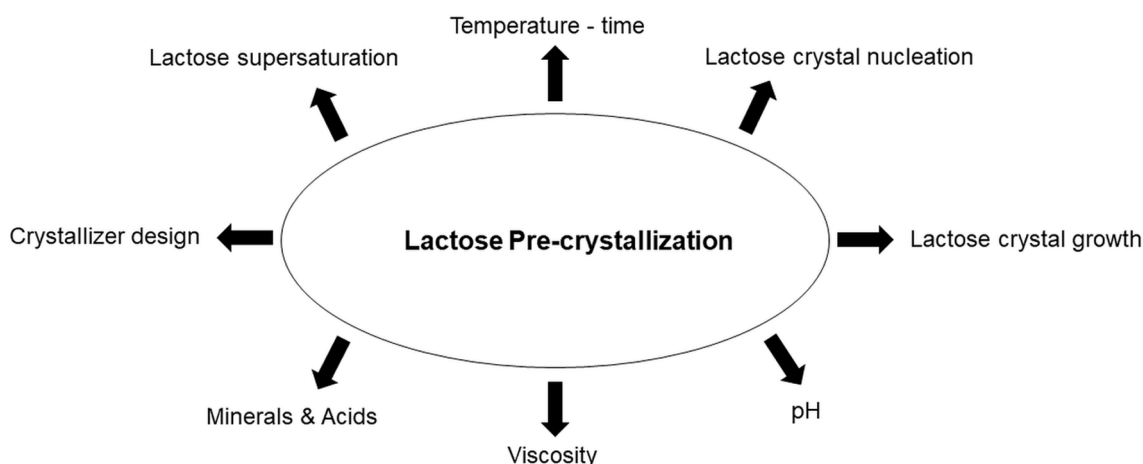 Temperature - time
Lactose supersaturation
Lactose crystal nucleation
Crystallizer design
Lactose Pre-crystallization
Lactose crystal growth
Minerals & Acids
pH
Viscosity